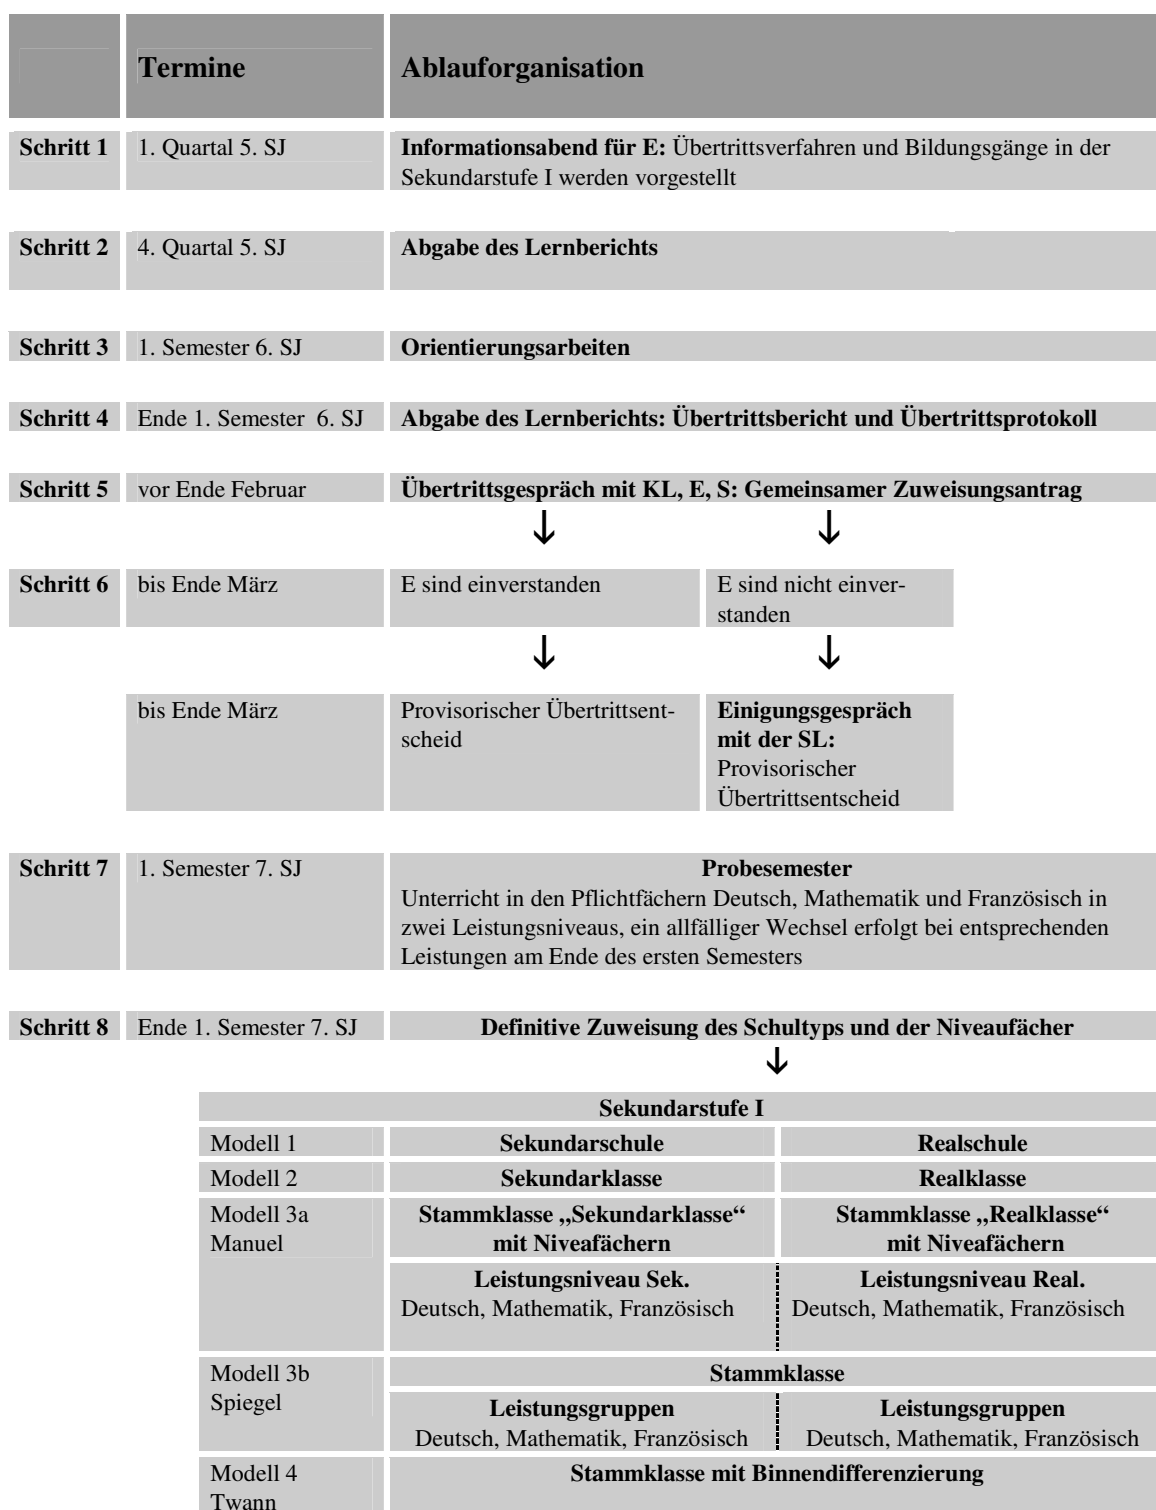 Termine Ablauforganisation
Schritt 1 1. Quartal 5. SJ Informationsabend für E: Übertrittsverfahren und Bildungsgänge in der
Sekundarstufe I werden vorgestellt
Schritt 2 4. Quartal 5. SJ Abgabe des Lernberichts
Schritt 3 1. Semester 6. SJ Orientierungsarbeiten
Schritt 4 Ende 1. Semester 6. SJ Abgabe des Lernberichts: Übertrittsbericht und Übertrittsprotokoll
Schritt 5 vor Ende Februar Übertrittsgespräch mit KL, E, S: Gemeinsamer Zuweisungsantrag
↓ ↓
Schritt 6 bis Ende März E sind einverstanden E sind nicht einver-
standen
↓ ↓
bis Ende März Provisorischer Übertrittsent- Einigungsgespräch
scheid mit der SL:
Provisorischer
Übertrittsentscheid
Schritt 7 1. Semester 7. SJ Probesemester
Unterricht in den Pflichtfächern Deutsch, Mathematik und Französisch in
zwei Leistungsniveaus, ein allfälliger Wechsel erfolgt bei entsprechenden
Leistungen am Ende des ersten Semesters
Schritt 8 Ende 1. Semester 7. SJ Definitive Zuweisung des Schultyps und der Niveaufächer
↓
Sekundarstufe I
Modell 1 Sekundarschule Realschule
Modell 2 Sekundarklasse Realklasse
Modell 3a Stammklasse „Sekundarklasse“ Stammklasse „Realklasse“
Manuel mit Niveafächern mit Niveafächern
Leistungsniveau Sek. Leistungsniveau Real.
Deutsch, Mathematik, Französisch Deutsch, Mathematik, Französisch
Modell 3b Stammklasse
Spiegel Leistungsgruppen Leistungsgruppen
Deutsch, Mathematik, Französisch Deutsch, Mathematik, Französisch
Modell 4 Stammklasse mit Binnendifferenzierung
Twann